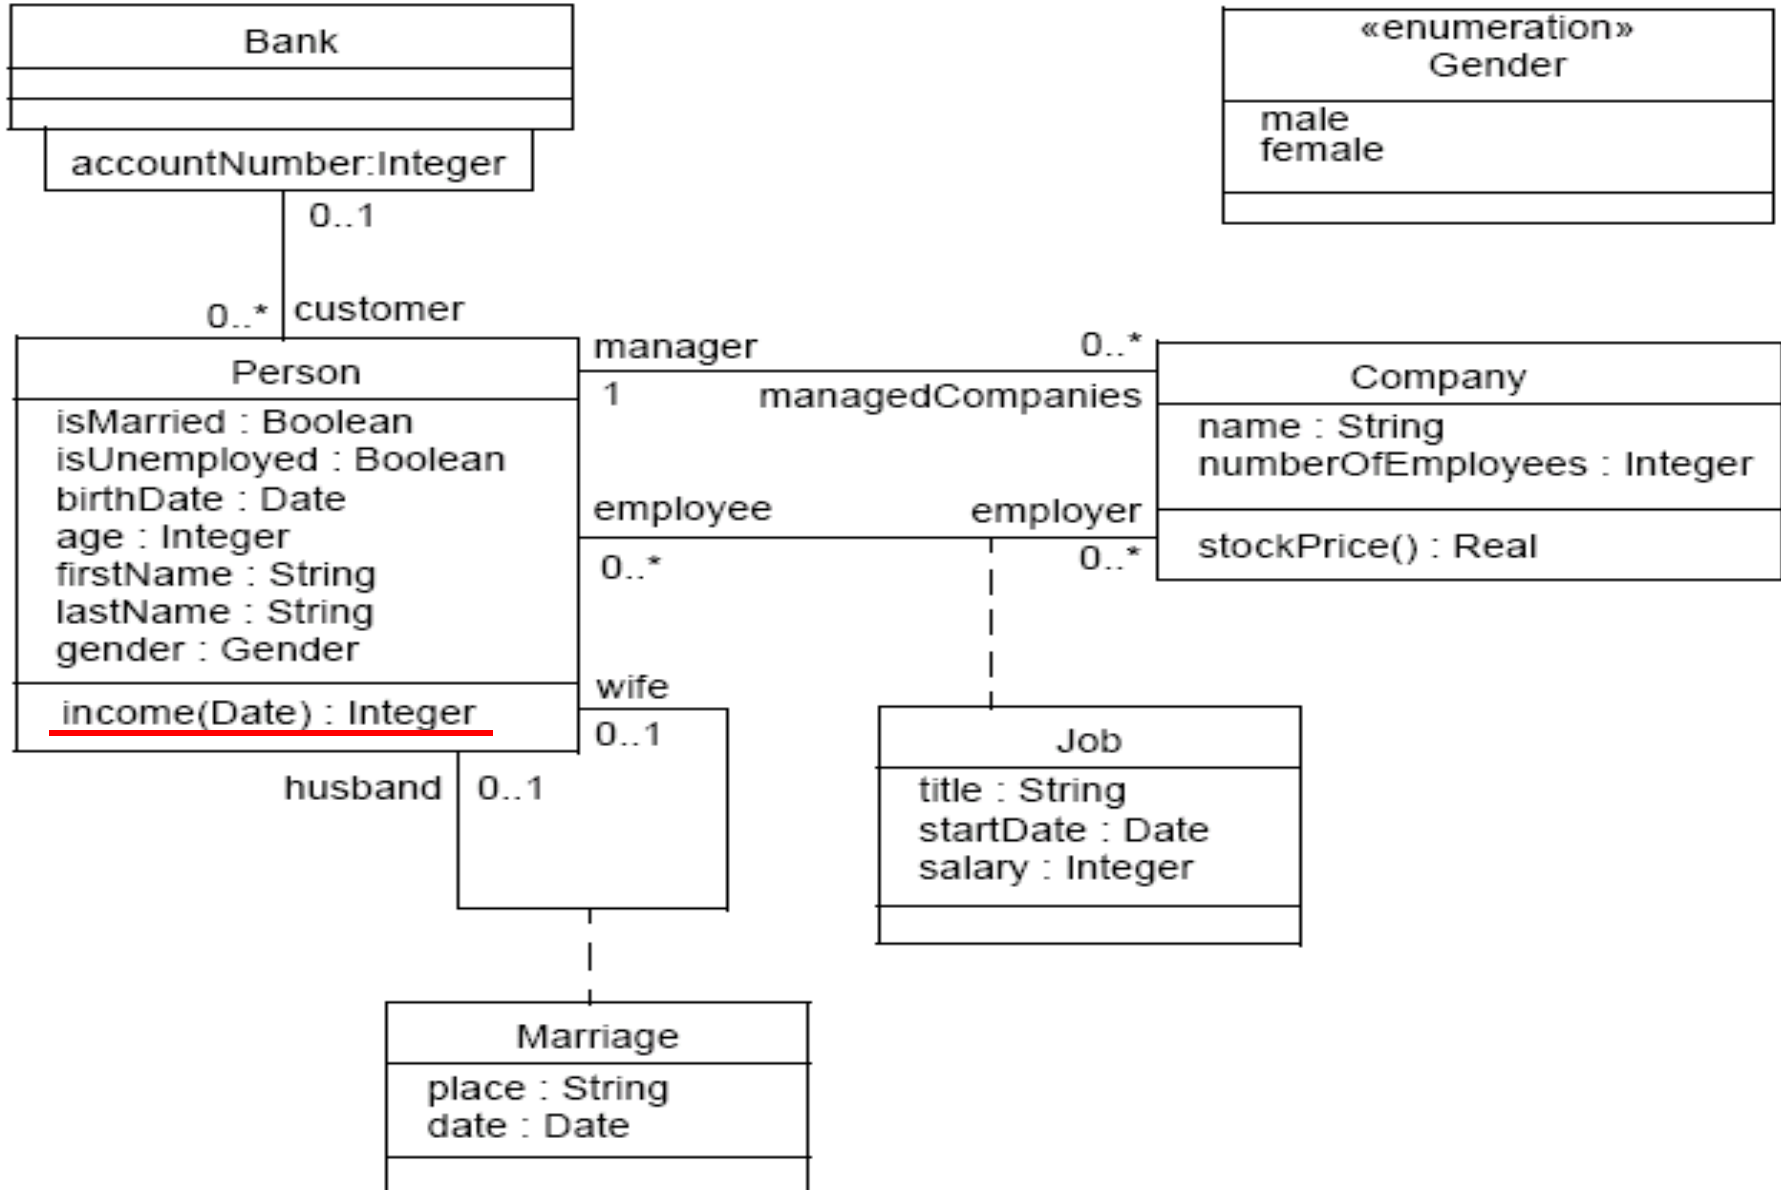 Bank
accountNumber:Integer
0..1
0..*
customer
«enumeration»
Gender
male
female
Person
isMarried : Boolean
isUnemployed : Boolean
birthDate : Date
age : Integer
firstName : String
lastName : String
gender : Gender
income(Date) : Integer
manager
1
0..*
managedCompanies
employee
0..*
employer
0..*
Company
name : String
numberOfEmployees : Integer
stockPrice() : Real
wife
0..1
husband
0..1
Job
title : String
startDate : Date
salary : Integer
Marriage
place : String
date : Date